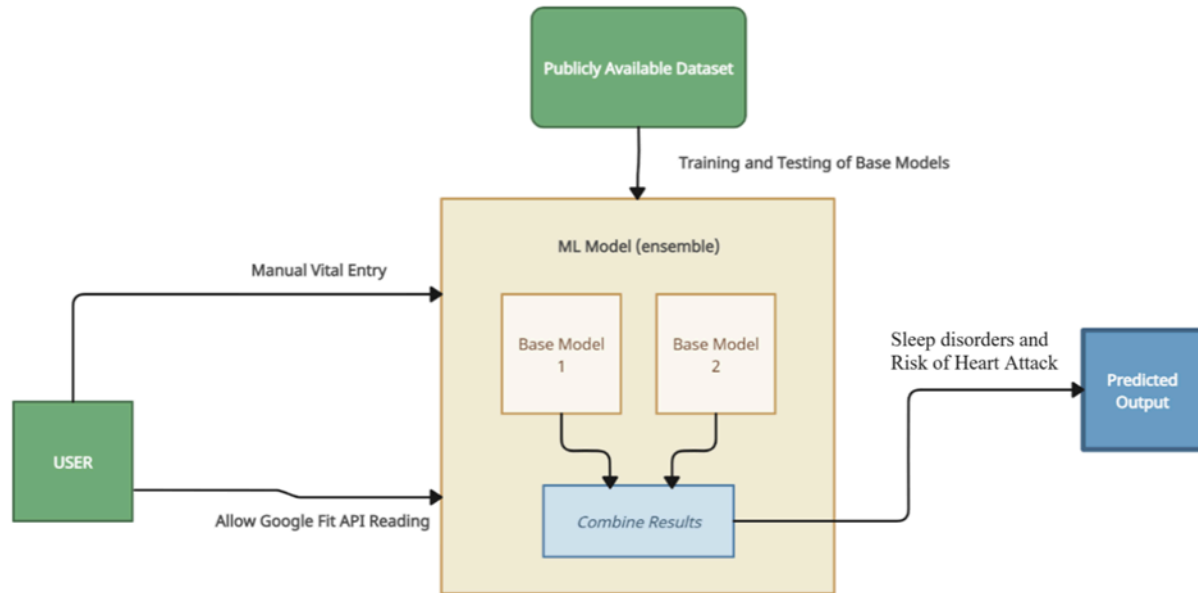 Publicly Available Dataset
Training and Testing of Base Models
ML Model (ensemble)
Manual Vital Entry
Base Model
1
Base Model
2
Sleep disorders and
Risk of Heart Attack
Predicted
Output
USER
Allow Google Fit API Reading
Combine Results